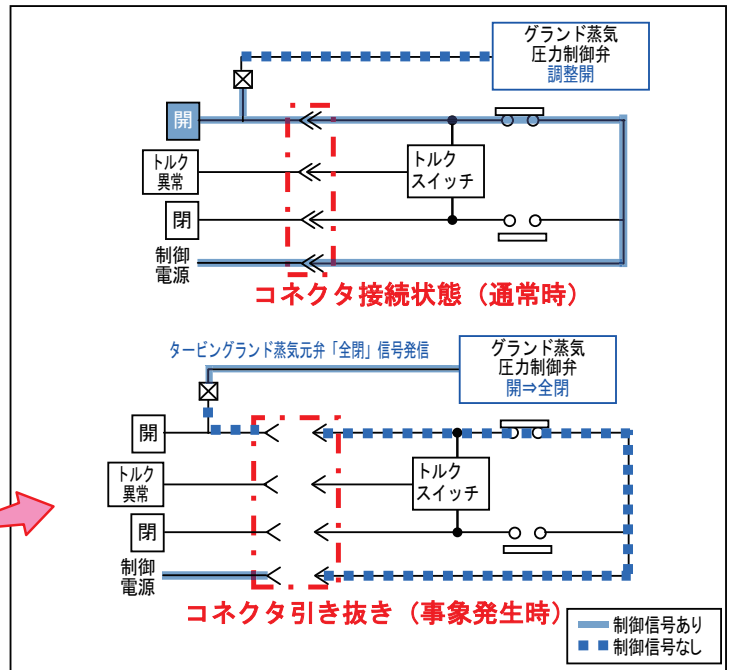 グランド蒸気
圧力制御弁
調整開
開
トルク
異常
トルク
スイッチ
閉
制御
電源
コネクタ接続状態（通常時）
タービングランド蒸気元弁「全閉」信号発信
グランド蒸気
圧力制御弁
開⇒全閉
開
トルク
異常
トルク
スイッチ
閉
制御
電源
コネクタ引き抜き（事象発生時）
制御信号あり
制御信号なし